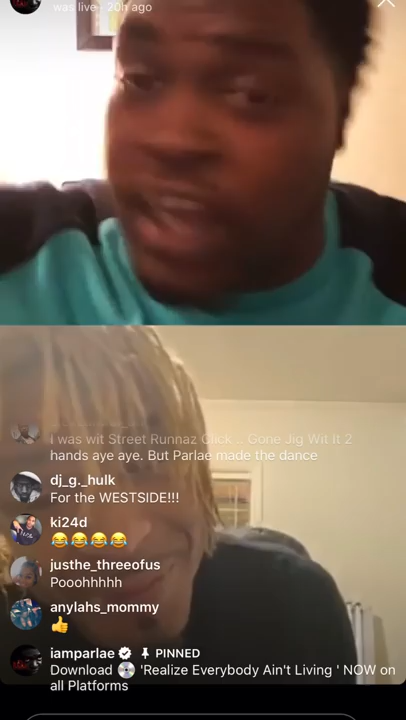 was live · 20h ago
I was wit Street Runnaz Click .. Gone Jig Wit It 2
hands aye aye. But Parlae made the dance
dj_g._hulk
For the WESTSIDE!!!
ki24d
😂😂😂😂
justhe_threeofus
Pooohhhhh
anylahs_mommy
👍
iamparlae PINNED
Download 💿 'Realize Everybody Ain't Living ' NOW on
all Platforms